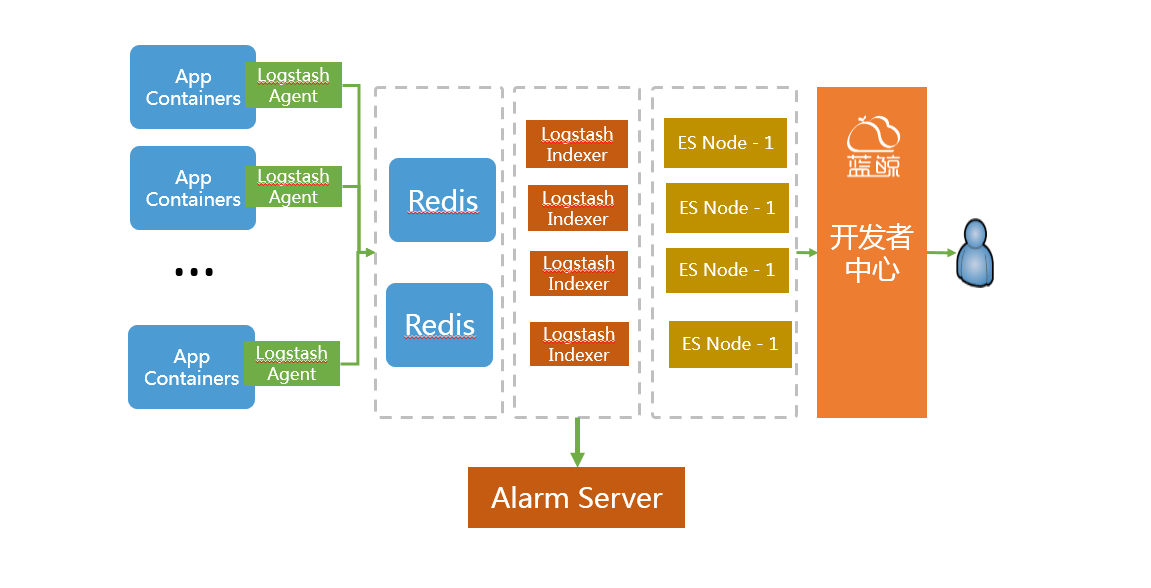 App
Containers
Logstash
Agent
App
Containers
Logstash
Agent
...
App
Containers
Logstash
Agent
Redis
Redis
Logstash
Indexer
Logstash
Indexer
Logstash
Indexer
Logstash
Indexer
ES Node - 1
ES Node - 1
ES Node - 1
ES Node - 1
蓝鲸
开发者
中心
Alarm Server